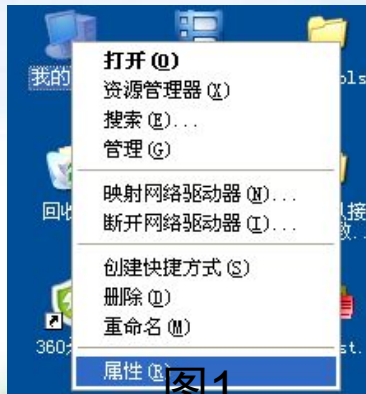 我的
ols
打开(O)
资源管理器(X)
搜索(E)...
管理(G)
映射网络驱动器(N)...
断开网络驱动器(I)...
创建快捷方式(S)
删除(D)
重命名(M)
属性(R)
回收
接
360
st.
图1